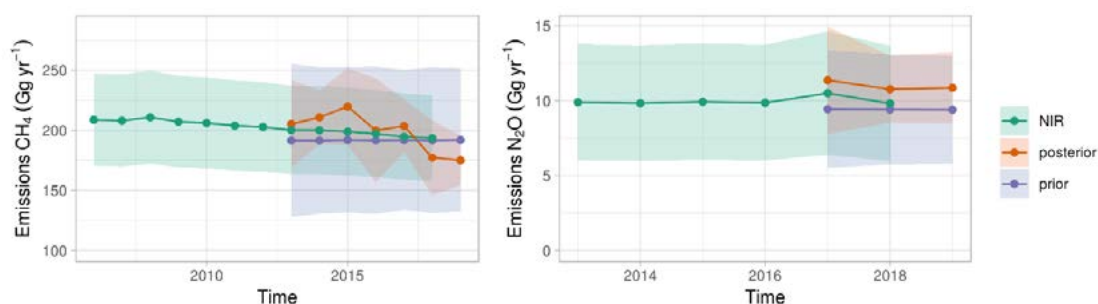 Emissions CH₄ (Gg yr⁻¹)
250
200
150
100
2010
2015
Time
Emissions N₂O (Gg yr⁻¹)
15
10
5
0
2014
2016
2018
Time
NIR
posterior
prior